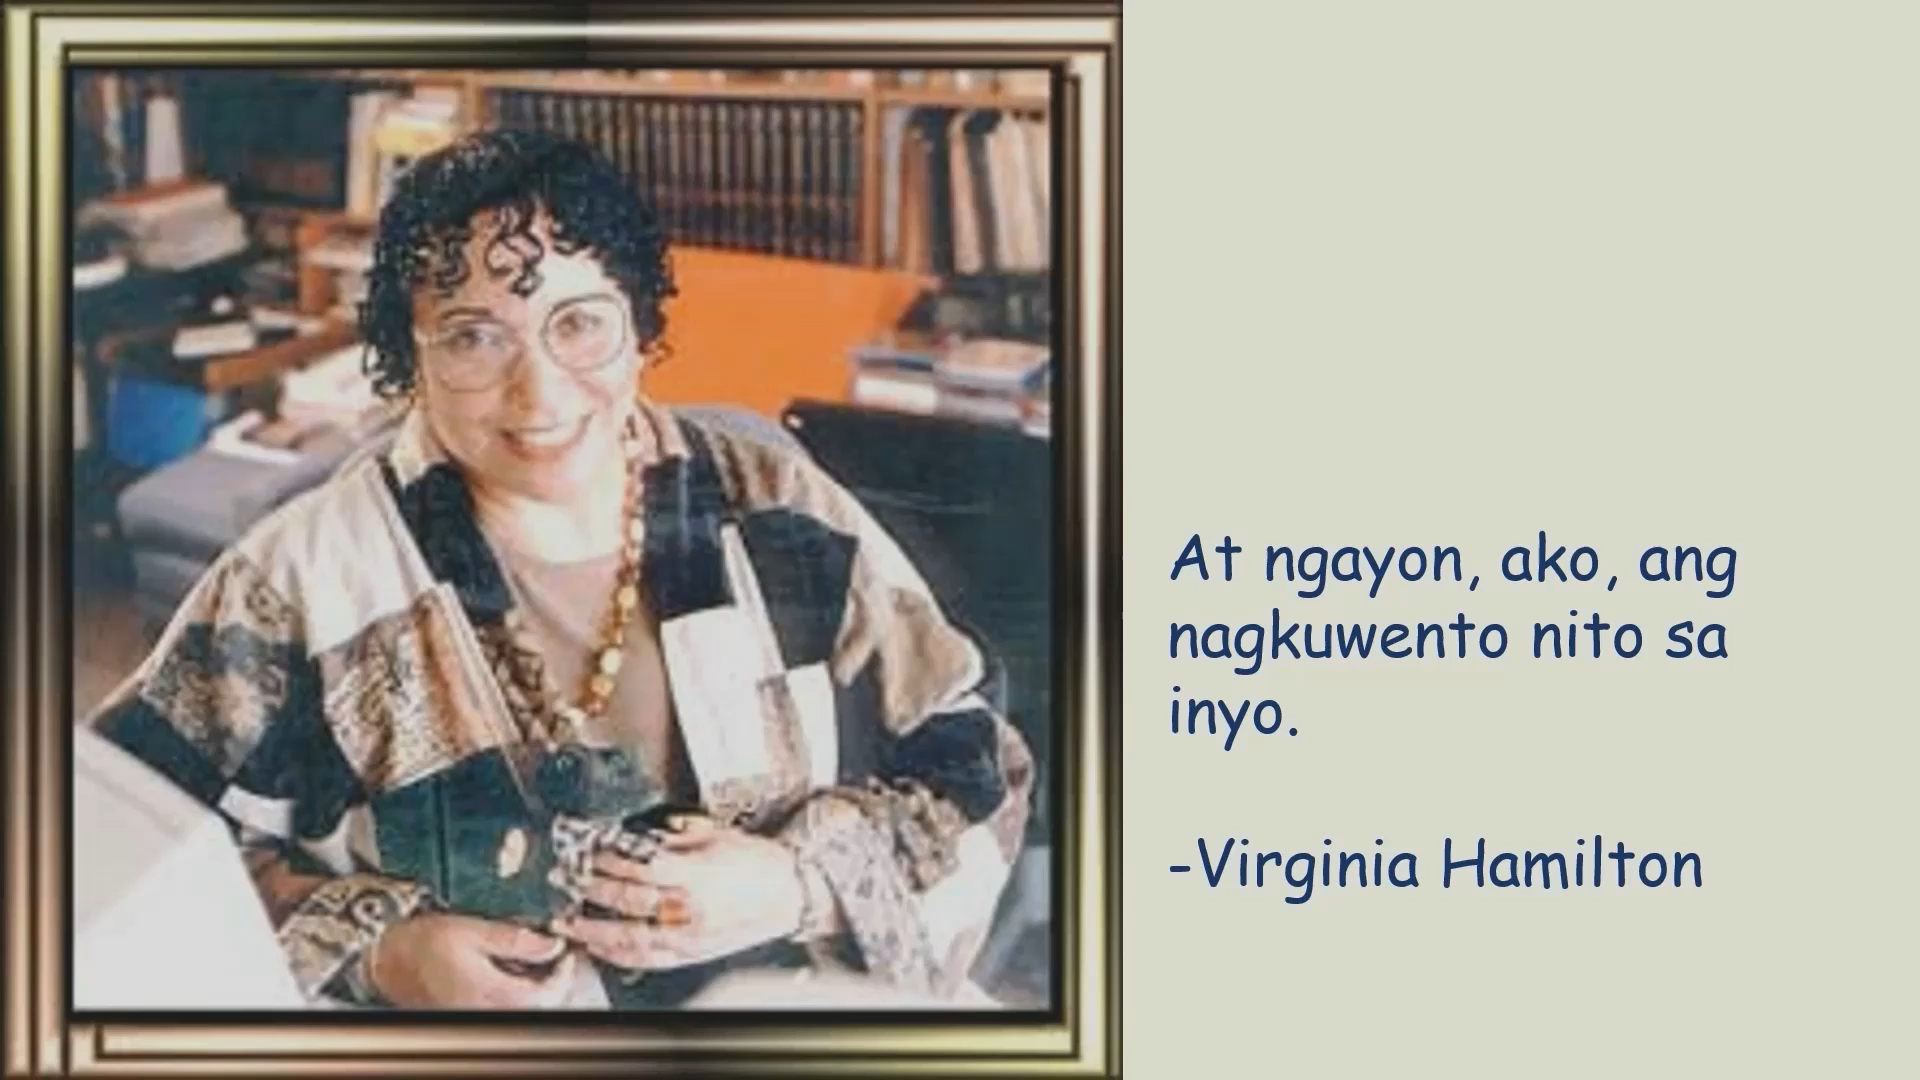 At ngayon, ako, ang
nagkuwento nito sa
inyo.
-Virginia Hamilton